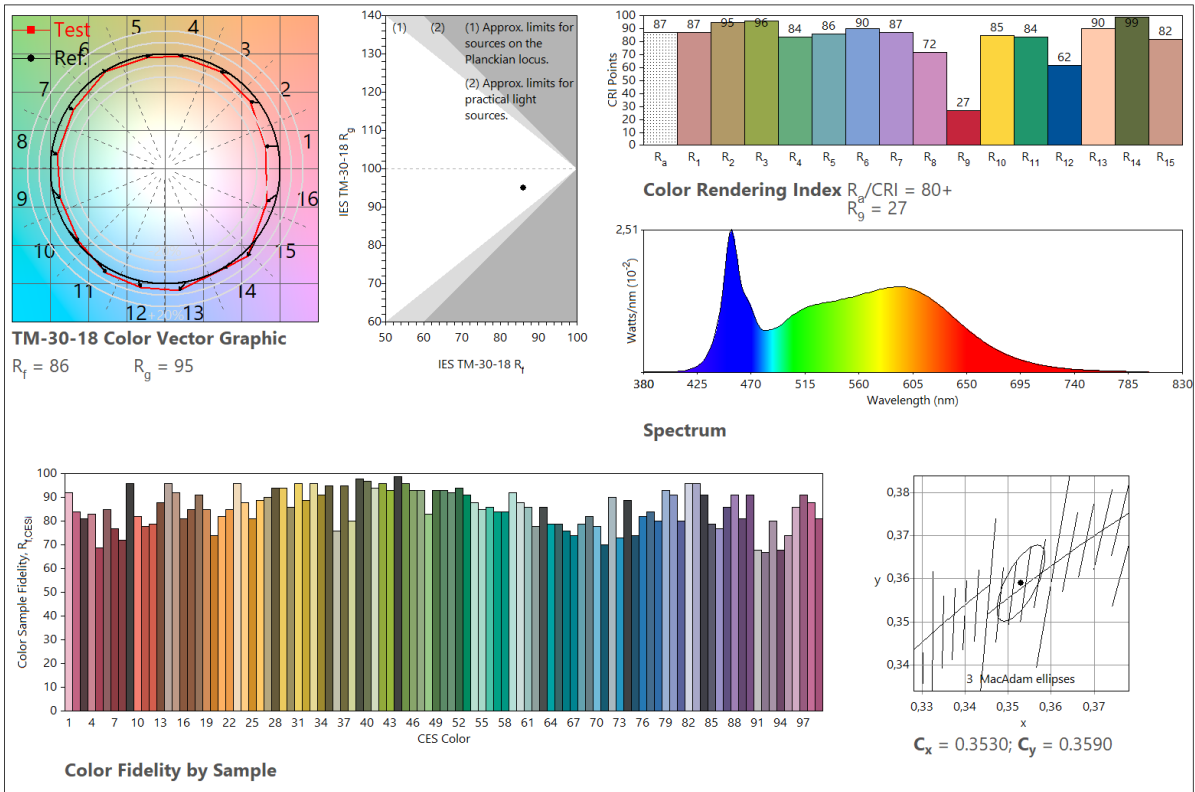 Test
Ref.
1
2
3
4
5
6
7
8
9
10
11
12
13
14
15
16
+20%
TM-30-18 Color Vector Graphic
Rf = 86 Rg = 95
140
130
120
110
100
90
80
70
60
IES TM-30-18 Rg
(1) (2)
(1) Approx. limits for
sources on the
Planckian locus.
(2) Approx. limits for
practical light
sources.
50 60 70 80 90 100
IES TM-30-18 Rf
100
90
80
70
60
50
40
30
20
10
0
CRI Points
87 87 95 96 84 86 90 87 72 27 85 84 62 90 99 82
Ra R1 R2 R3 R4 R5 R6 R7 R8 R9 R10 R11 R12 R13 R14 R15
Color Rendering Index Ra/CRI = 80+
R9 = 27
2,51
Watts/nm (10-2)
380 425 470 515 560 605 650 695 740 785 830
Wavelength (nm)
Spectrum
100
90
80
70
60
50
40
30
20
10
0
Color Sample Fidelity, Rf,CESi
1 4 7 10 13 16 19 22 25 28 31 34 37 40 43 46 49 52 55 58 61 64 67 70 73 76 79 82 85 88 91 94 97
CES Color
Color Fidelity by Sample
0,38
0,37
0,36
0,35
0,34
y
3 MacAdam ellipses
0,33 0,34 0,35 0,36 0,37
x
Cx = 0.3530; Cy = 0.3590